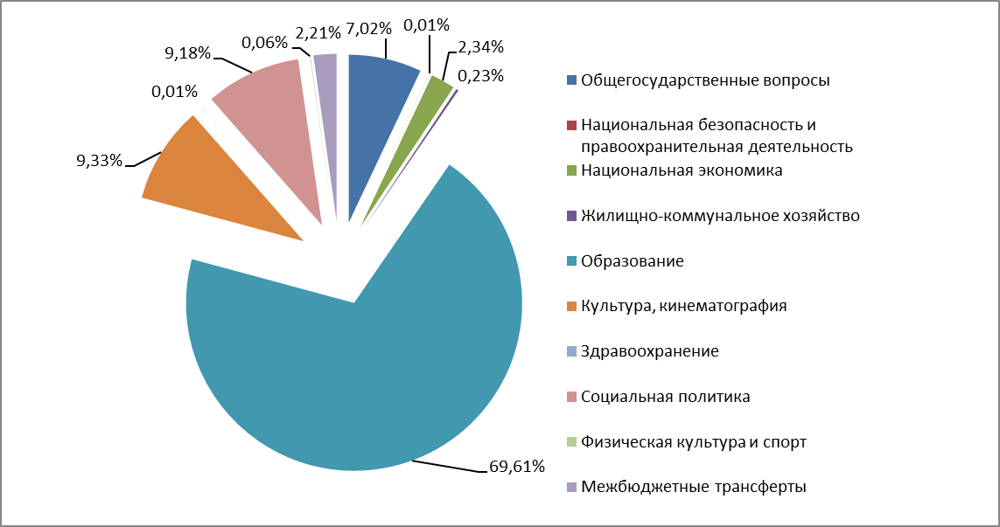 7,02%
0,01%
2,34%
0,23%
69,61%
9,33%
0,01%
9,18%
0,06%
2,21%
Общегосударственные вопросы
Национальная безопасность и
правоохранительная деятельность
Национальная экономика
Жилищно-коммунальное хозяйство
Образование
Культура, кинематография
Здравоохранение
Социальная политика
Физическая культура и спорт
Межбюджетные трансферты